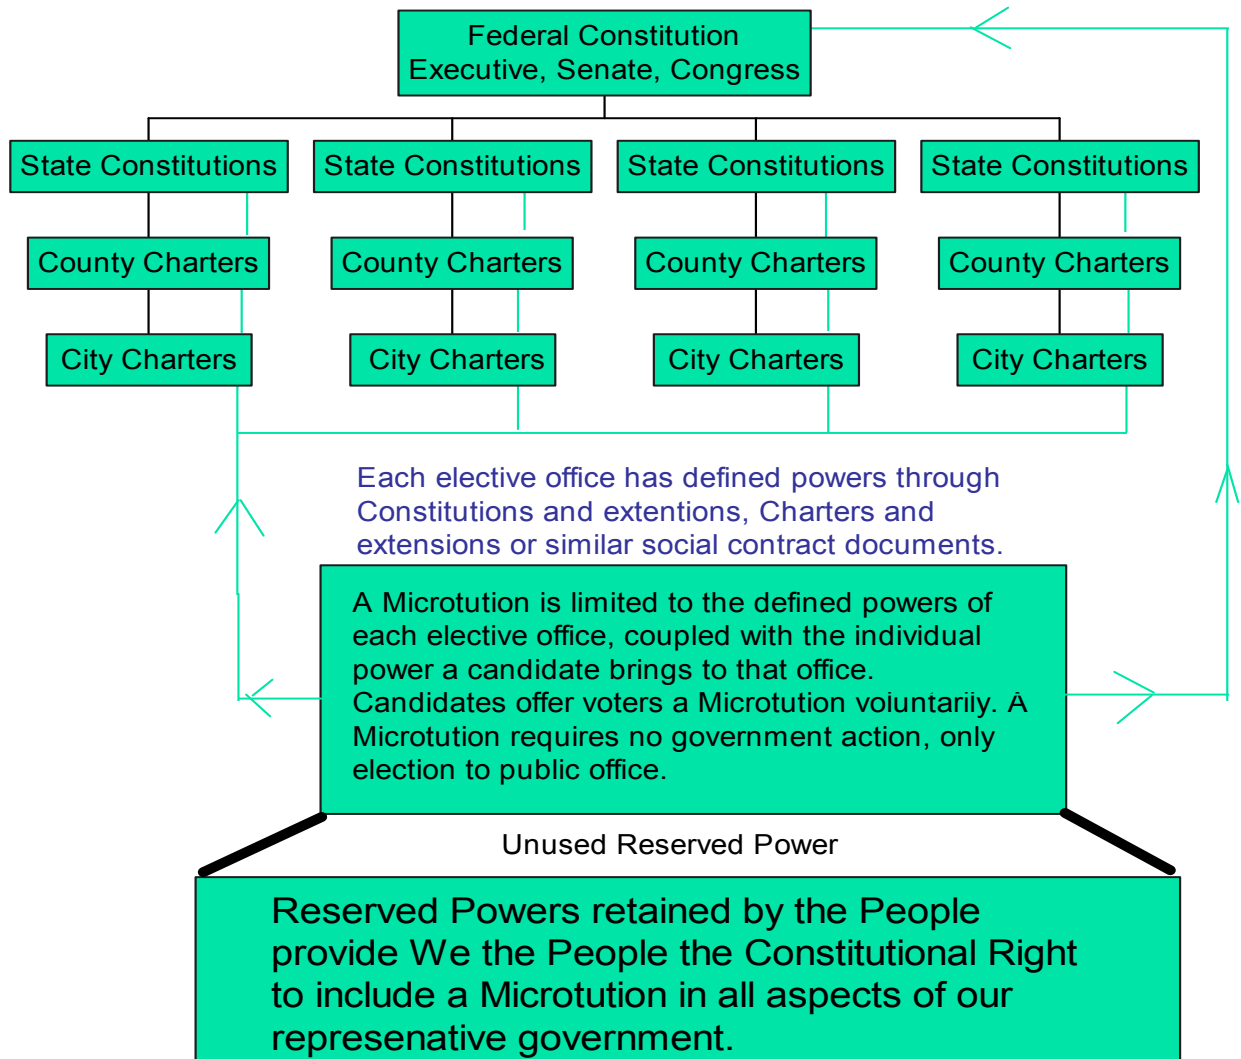 Federal Constitution
Executive, Senate, Congress
State Constitutions
State Constitutions
State Constitutions
State Constitutions
County Charters
County Charters
County Charters
County Charters
City Charters
City Charters
City Charters
City Charters
Each elective office has defined powers through
Constitutions and extentions, Charters and
extensions or similar social contract documents.
A Microtution is limited to the defined powers of
each elective office, coupled with the individual
power a candidate brings to that office.
Candidates offer voters a Microtution voluntarily. A
Microtution requires no government action, only
election to public office.
Unused Reserved Power
Reserved Powers retained by the People
provide We the People the Constitutional Right
to include a Microtution in all aspects of our
represenative government.